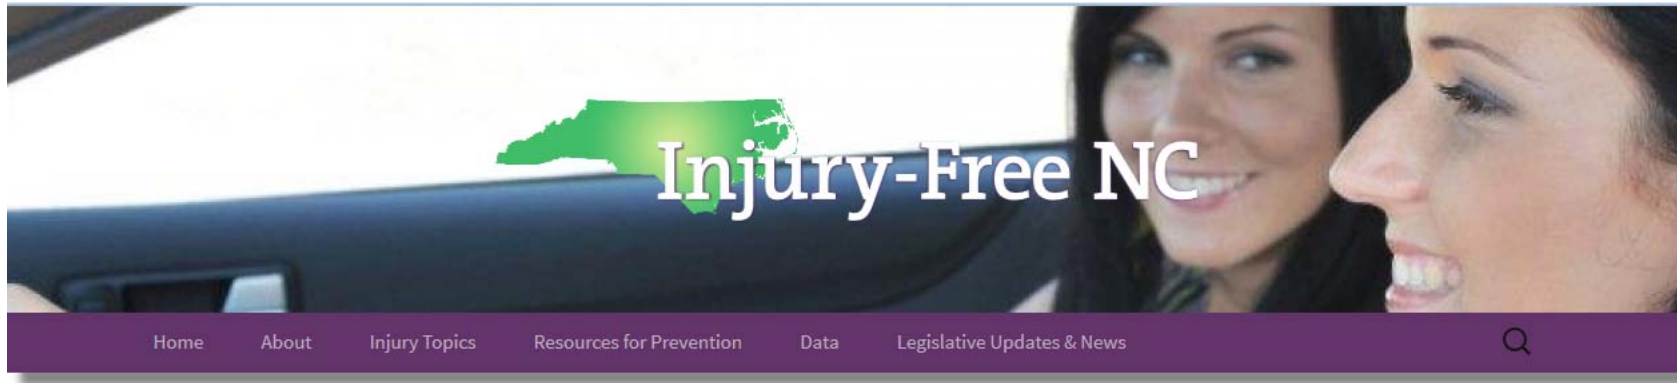 Injury-Free NC
Home About Injury Topics Resources for Prevention Data Legislative Updates & News